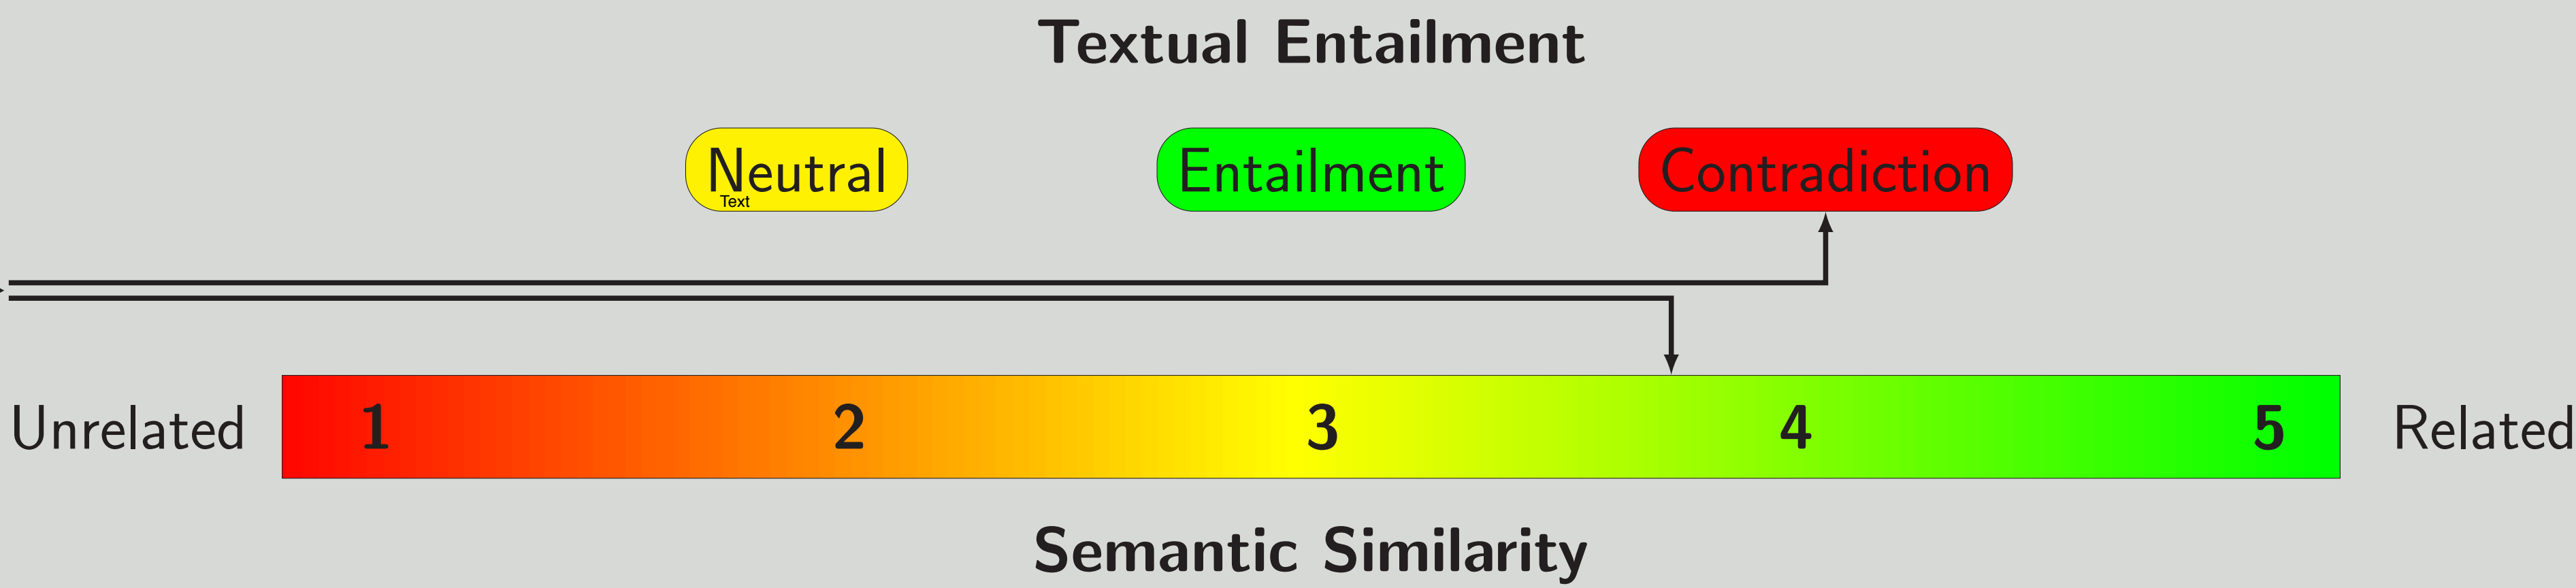 Textual Entailment
Neutral Entailment Contradiction
Text
Unrelated 1 2 3 4 5 Related
Semantic Similarity